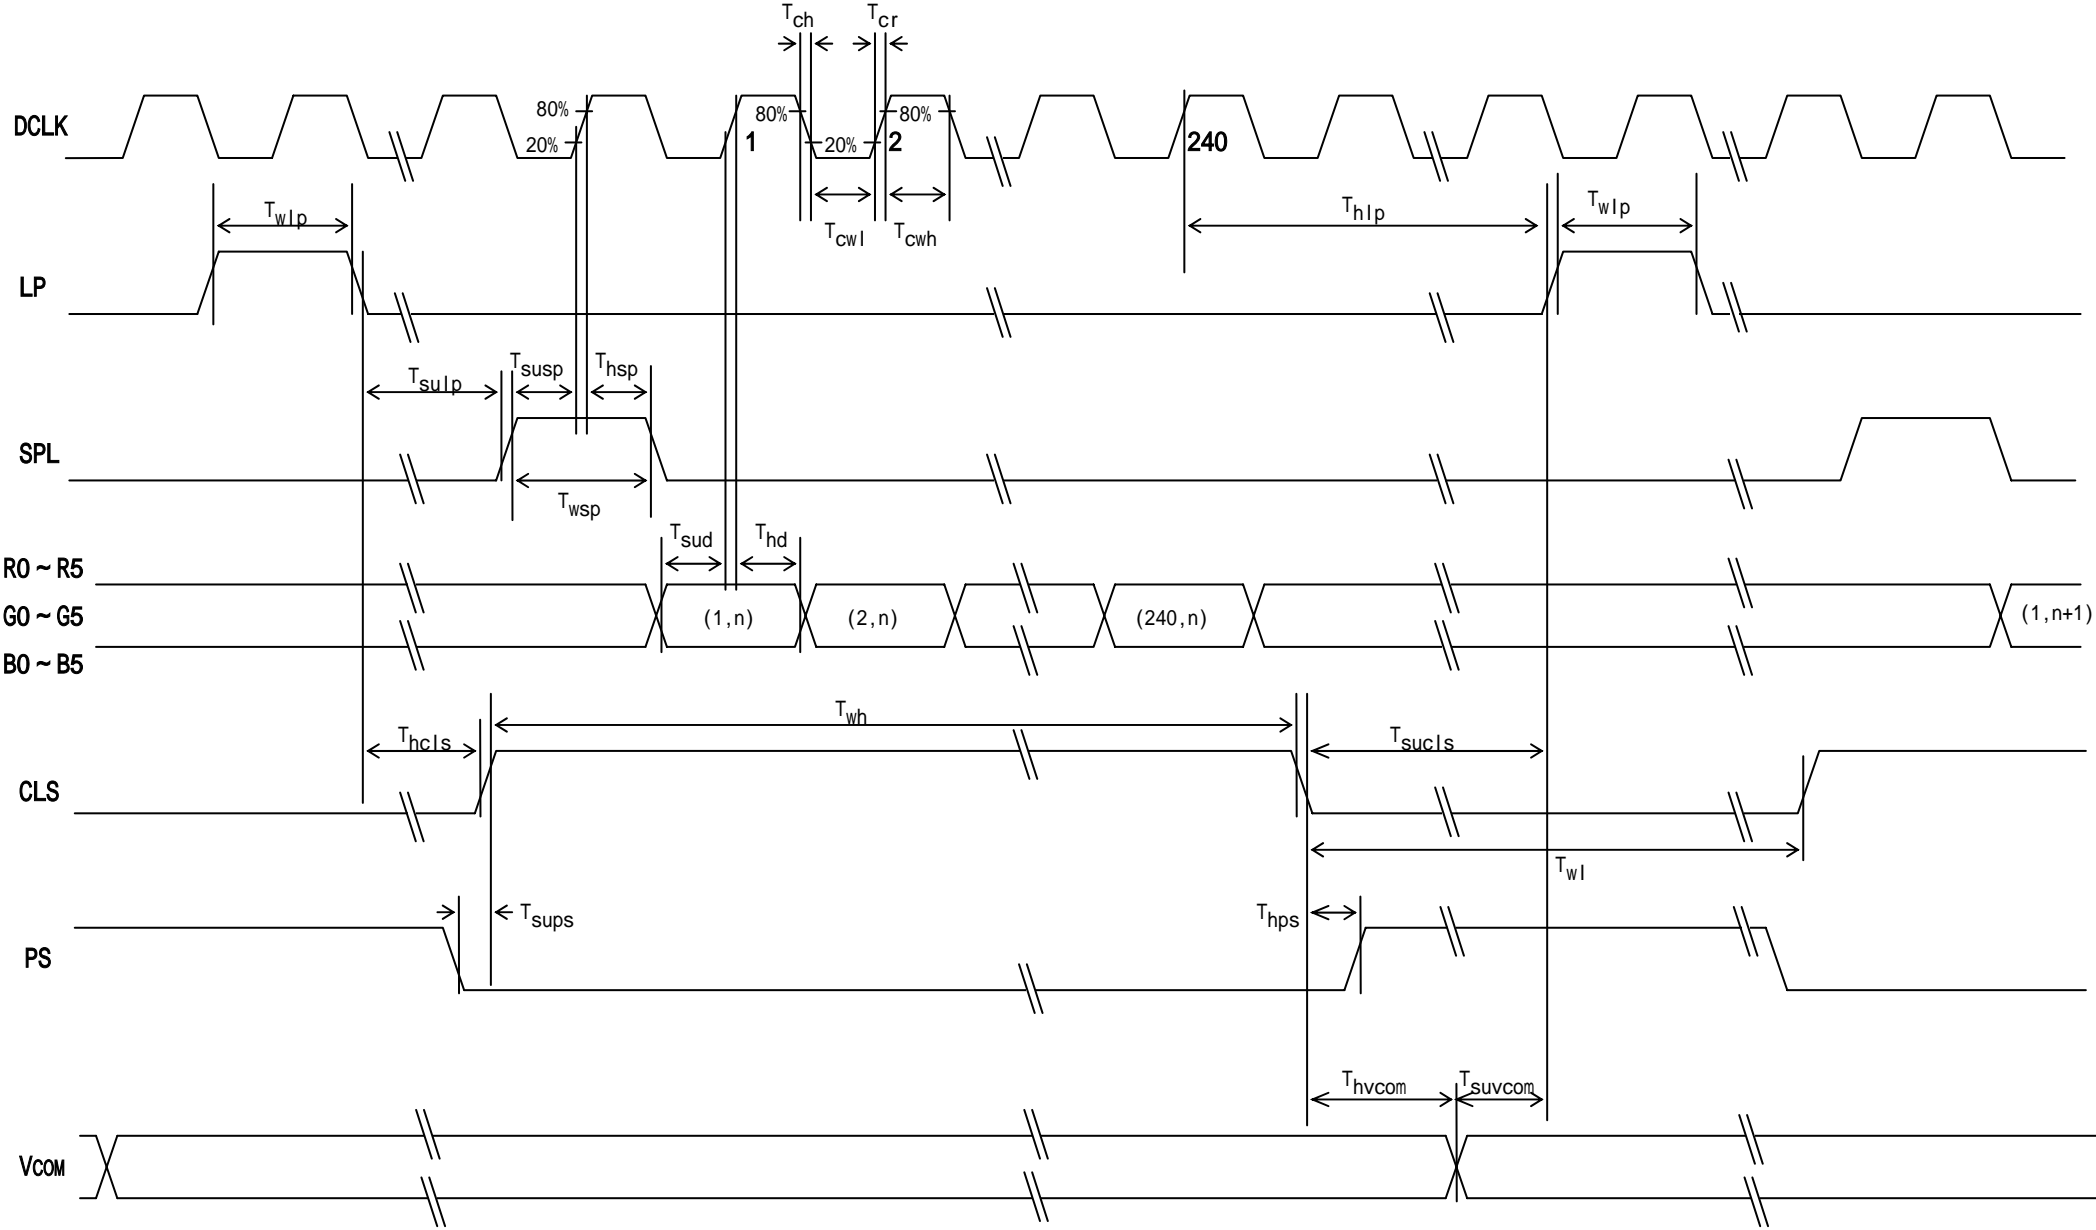 Tch Tcr
DCLK 80% 20% 1 80% 20% 2 80% 240
Twlp Tcwl Tcwh Thlp Twlp
LP
Tsulp Tsusp Thsp
SPL
Twsp
Tsud Thd
R0~R5
G0~G5 (1,n) (2,n) (240,n) (1,n+1)
B0~B5
Twh
Thcls Tsucls
CLS
Twl
Tsups Thps
PS
Thvcom Tsuvcom
VCOM